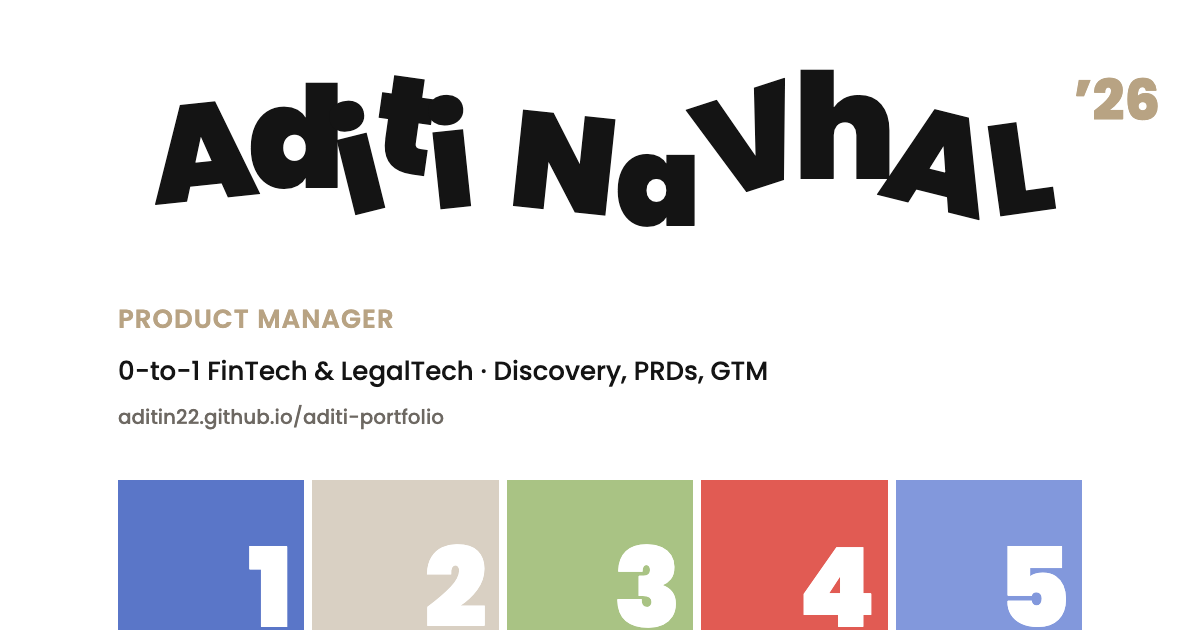 Aditi NaVhAL
’26
PRODUCT MANAGER
0-to-1 FinTech & LegalTech · Discovery, PRDs, GTM
aditin22.github.io/aditi-portfolio
1 2 3 4 5